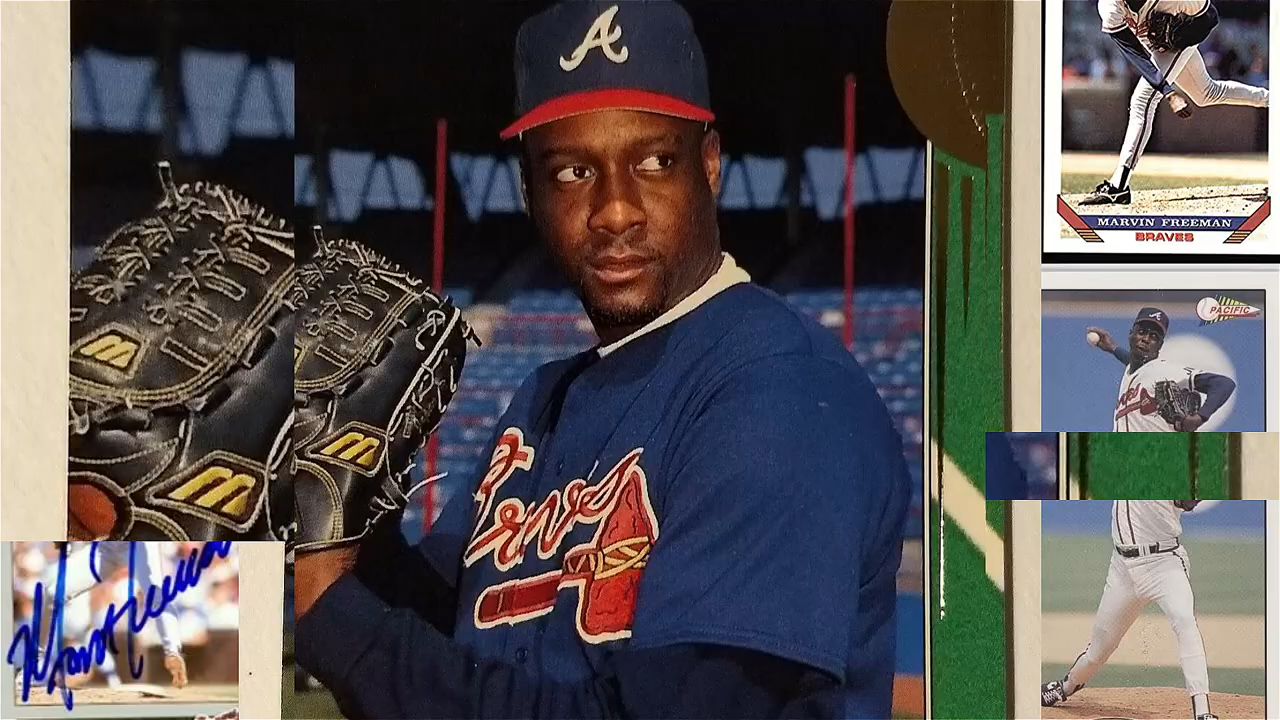 A
Braves
MARVIN FREEMAN
BRAVES
A
PACIFIC